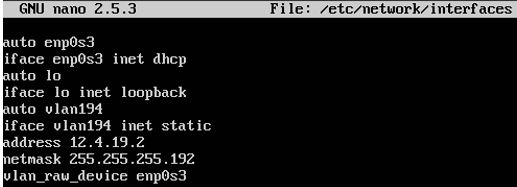 GNU nano 2.5.3 File: /etc/network/interfaces
auto enp0s3
iface enp0s3 inet dhcp
auto lo
iface lo inet loopback
auto vlan194
iface vlan194 inet static
address 12.4.19.2
netmask 255.255.255.192
vlan_raw_device enp0s3